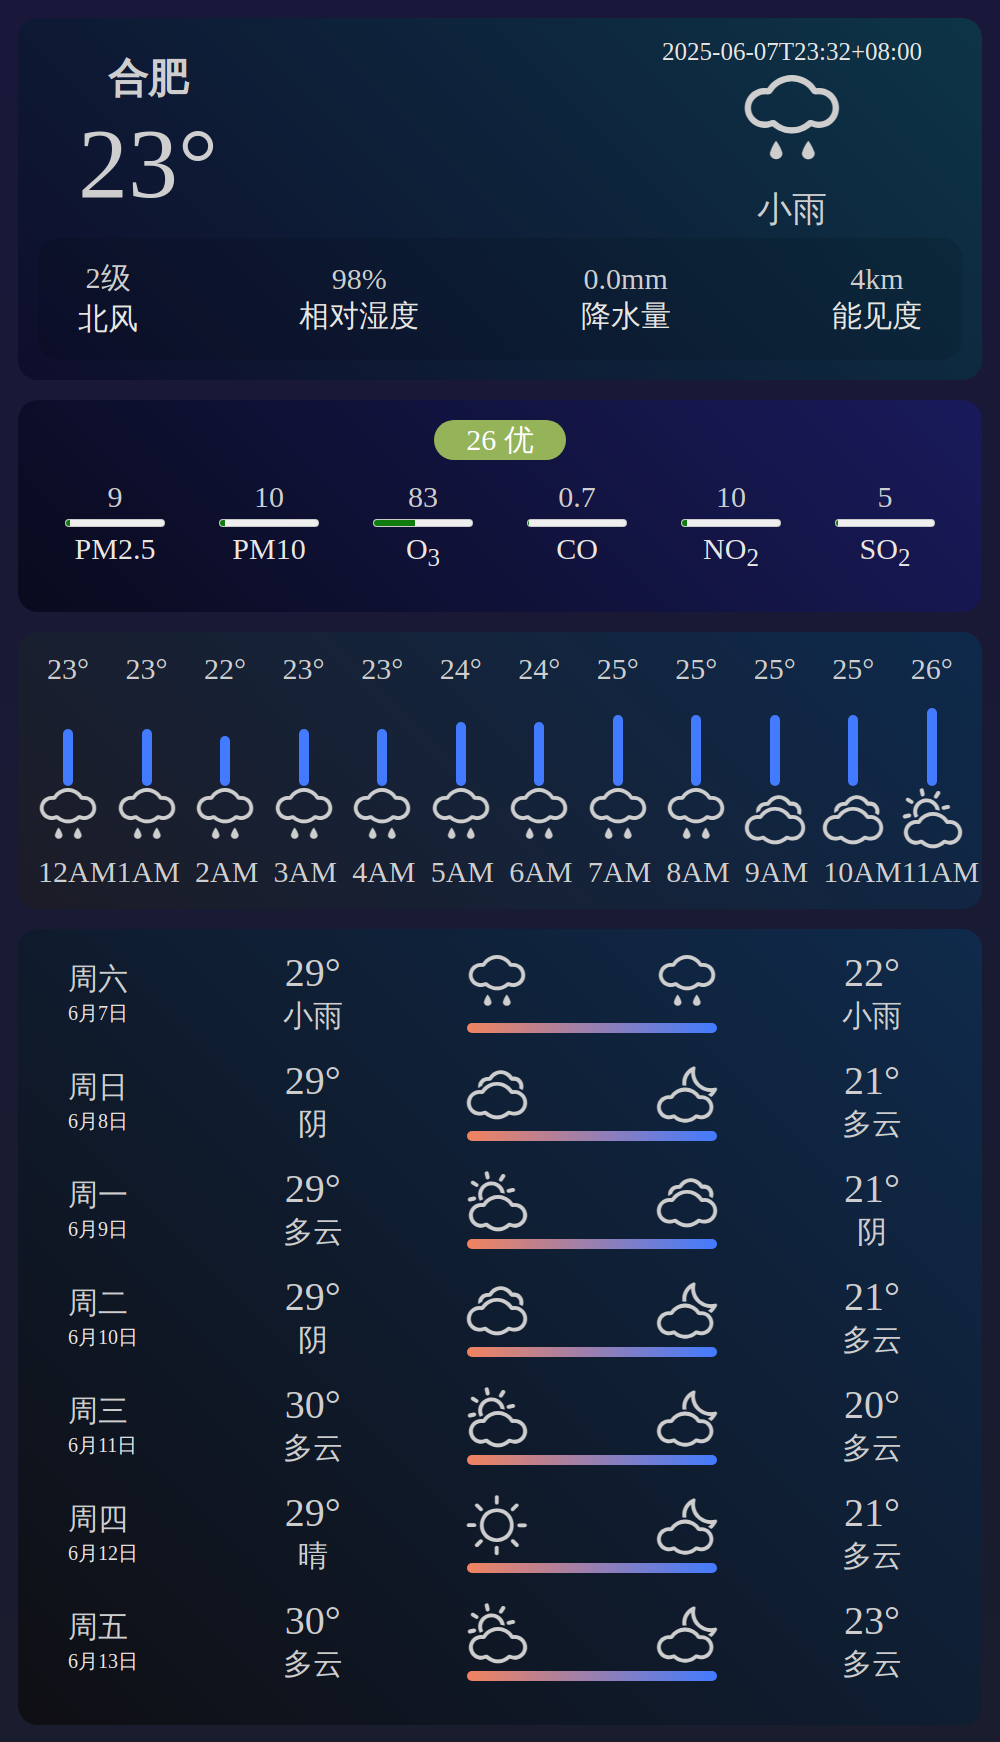 合肥
23°
2025-06-07T23:32+08:00
小雨
2级 98% 0.0mm 4km
北风 相对湿度 降水量 能见度
26 优
9 10 83 0.7 10 5
PM2.5 PM10 O3 CO NO2 SO2
23° 23° 22° 23° 23° 24° 24° 25° 25° 25° 25° 26°
12AM 1AM 2AM 3AM 4AM 5AM 6AM 7AM 8AM 9AM 10AM 11AM
周六 29° 22°
6月7日 小雨 小雨
周日 29° 21°
6月8日 阴 多云
周一 29° 21°
6月9日 多云 阴
周二 29° 21°
6月10日 阴 多云
周三 30° 20°
6月11日 多云 多云
周四 29° 21°
6月12日 晴 多云
周五 30° 23°
6月13日 多云 多云